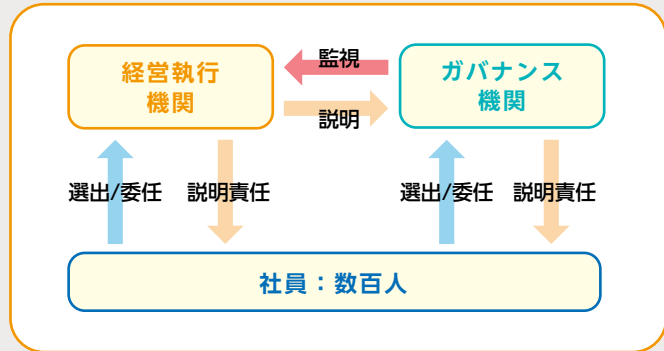 経営執行
機関
監視
説明
ガバナンス
機関
選出/委任
説明責任
選出/委任
説明責任
社員：数百人